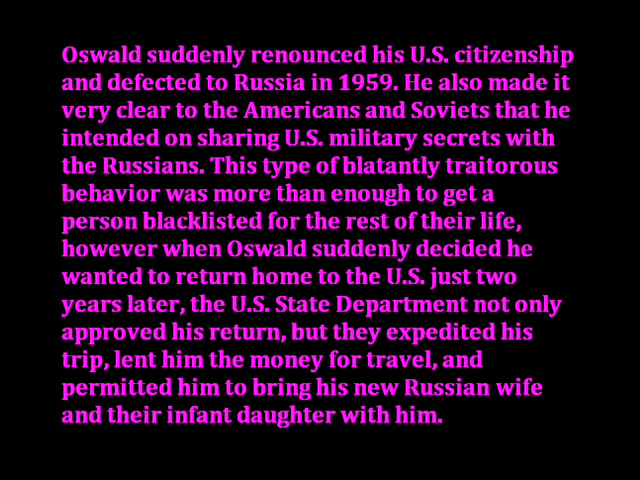 Oswald suddenly renounced his U.S. citizenship
and defected to Russia in 1959. He also made it
very clear to the Americans and Soviets that he
intended on sharing U.S. military secrets with
the Russians. This type of blatantly traitorous
behavior was more than enough to get a
person blacklisted for the rest of their life,
however when Oswald suddenly decided he
wanted to return home to the U.S. just two
years later, the U.S. State Department not only
approved his return, but they expedited his
trip, lent him the money for travel, and
permitted him to bring his new Russian wife
and their infant daughter with him.